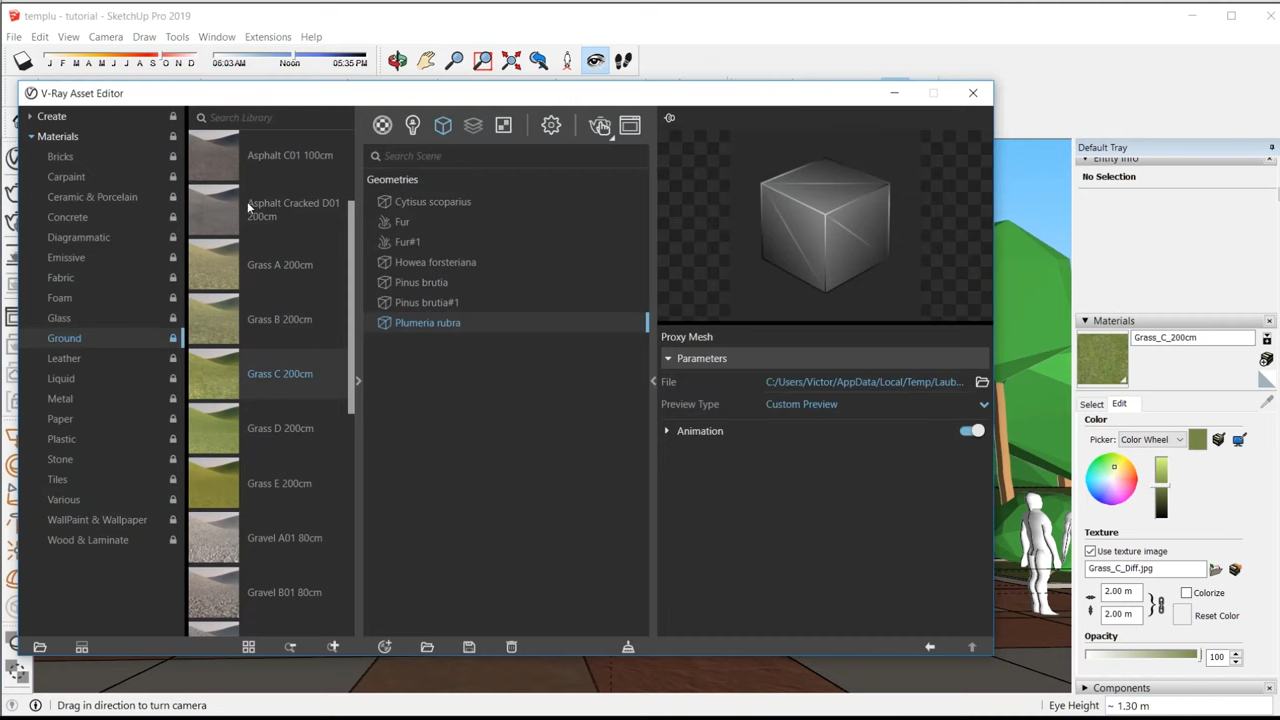 templu - tutorial - SketchUp Pro 2019
File Edit View Camera Draw Tools Window Extensions Help
J F M A M J J A S O N D 06:03 AM Noon 05:35 PM
V-Ray Asset Editor
Create
Materials
Bricks
Carpaint
Ceramic & Porcelain
Concrete
Diagrammatic
Emissive
Fabric
Foam
Glass
Ground
Leather
Liquid
Metal
Paper
Plastic
Stone
Tiles
Various
WallPaint & Wallpaper
Wood & Laminate
Search Library
Asphalt C01 100cm
Asphalt Cracked D01
200cm
Grass A 200cm
Grass B 200cm
Grass C 200cm
Grass D 200cm
Grass E 200cm
Gravel A01 80cm
Gravel B01 80cm
Search Scene
Geometries
Cytisus scoparius
Fur
Fur#1
Howea forsteriana
Pinus brutia
Pinus brutia#1
Plumeria rubra
Proxy Mesh
Parameters
File C:/Users/Victor/AppData/Local/Temp/Laub...
Preview Type Custom Preview
Animation
Default Tray
Entity Info
No Selection
Materials
Grass_C_200cm
Select Edit
Color
Picker: Color Wheel
Texture
Use texture image
Grass_C_Diff.jpg
2.00 m Colorize
2.00 m Reset Color
Opacity
100
Components
Drag in direction to turn camera
Eye Height ~ 1.30 m